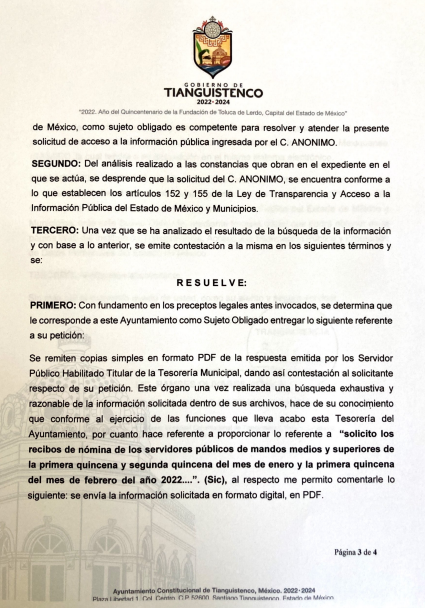 GOBIERNO DE
TIANGUISTENCO
2022-2024
"2022. Año del Quincentenario de la Fundación de Toluca de Lerdo, Capital del Estado de México"
de México, como sujeto obligado es competente para resolver y atender la presente
solicitud de acceso a la información pública ingresada por el C. ANONIMO.
SEGUNDO: Del análisis realizado a las constancias que obran en el expediente en
el que se actúa, se desprende que la solicitud del C. ANONIMO, se encuentra conforme a
lo que establecen los artículos 152 y 155 de la Ley de Transparencia y Acceso a la
Información Pública del Estado de México y Municipios.
TERCERO: Una vez que se ha analizado el resultado de la búsqueda de la información
y con base a lo anterior, se emite contestación a la misma en los siguientes términos y
se:
R E S U E L V E:
PRIMERO: Con fundamento en los preceptos legales antes invocados, se determina que
le corresponde a este Ayuntamiento como Sujeto Obligado entregar lo siguiente referente
a su petición:
Se remiten copias simples en formato PDF de la respuesta emitida por los Servidor
Público Habilitado Titular de la Tesorería Municipal, dando así contestación al solicitante
respecto de su petición. Este órgano una vez realizada una búsqueda exhaustiva y
razonable de la información solicitada dentro de sus archivos, hace de su conocimiento
que conforme al ejercicio de las funciones que lleva acabo esta Tesorería del
Ayuntamiento, por cuanto hace referente a proporcionar lo referente a "solicito los
recibos de nómina de los servidores públicos de mandos medios y superiores de
la primera quincena y segunda quincena del mes de enero y la primera quincena
del mes de febrero del año 2022....". (Sic), al respecto me permito comentarle lo
siguiente: se envía la información solicitada en formato digital, en PDF.
Página 3 de 4
Ayuntamiento Constitucional de Tianguistenco, México. 2022-2024
Plaza Libertad 1, Col. Centro, C.P. 52600, Santiago Tianguistenco, Estado de México.